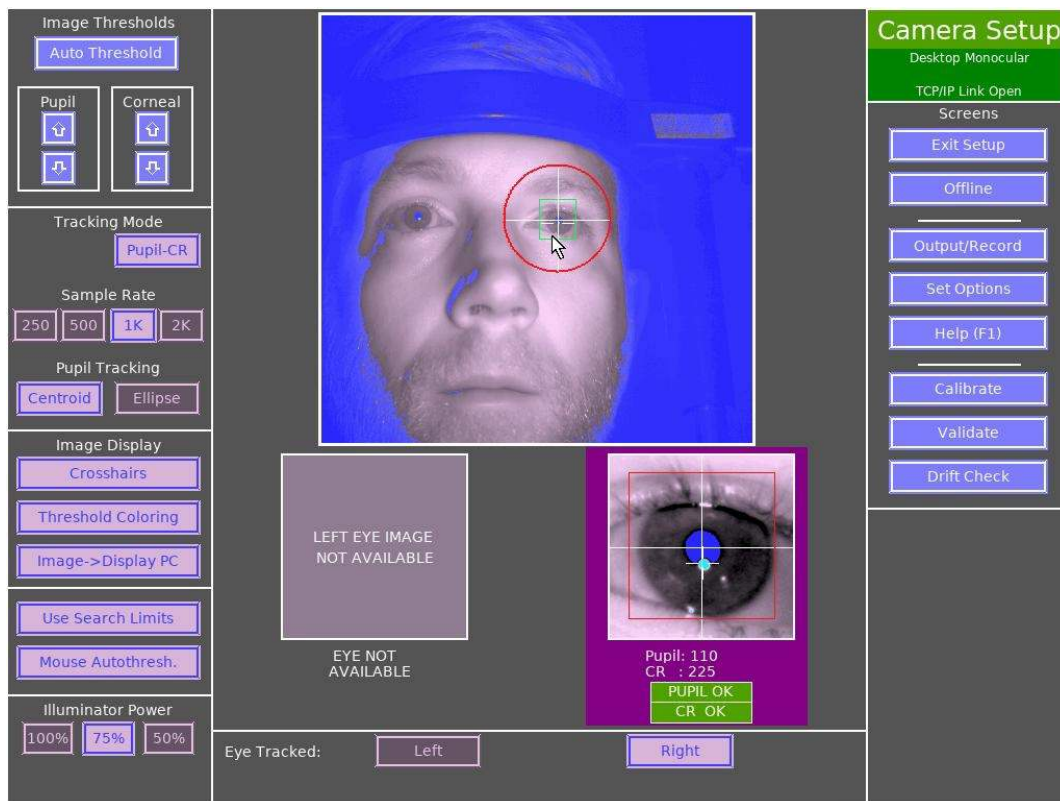 Image Thresholds
Auto Threshold
Pupil
Corneal
Tracking Mode
Pupil-CR
Sample Rate
250 500 1K 2K
Pupil Tracking
Centroid Ellipse
Image Display
Crosshairs
Threshold Coloring
Image->Display PC
Use Search Limits
Mouse Autothresh.
Illuminator Power
100% 75% 50%
LEFT EYE IMAGE
NOT AVAILABLE
EYE NOT
AVAILABLE
Pupil: 110
CR : 225
PUPIL OK
CR OK
Eye Tracked: Left Right
Camera Setup
Desktop Monocular
TCP/IP Link Open
Screens
Exit Setup
Offline
Output/Record
Set Options
Help (F1)
Calibrate
Validate
Drift Check